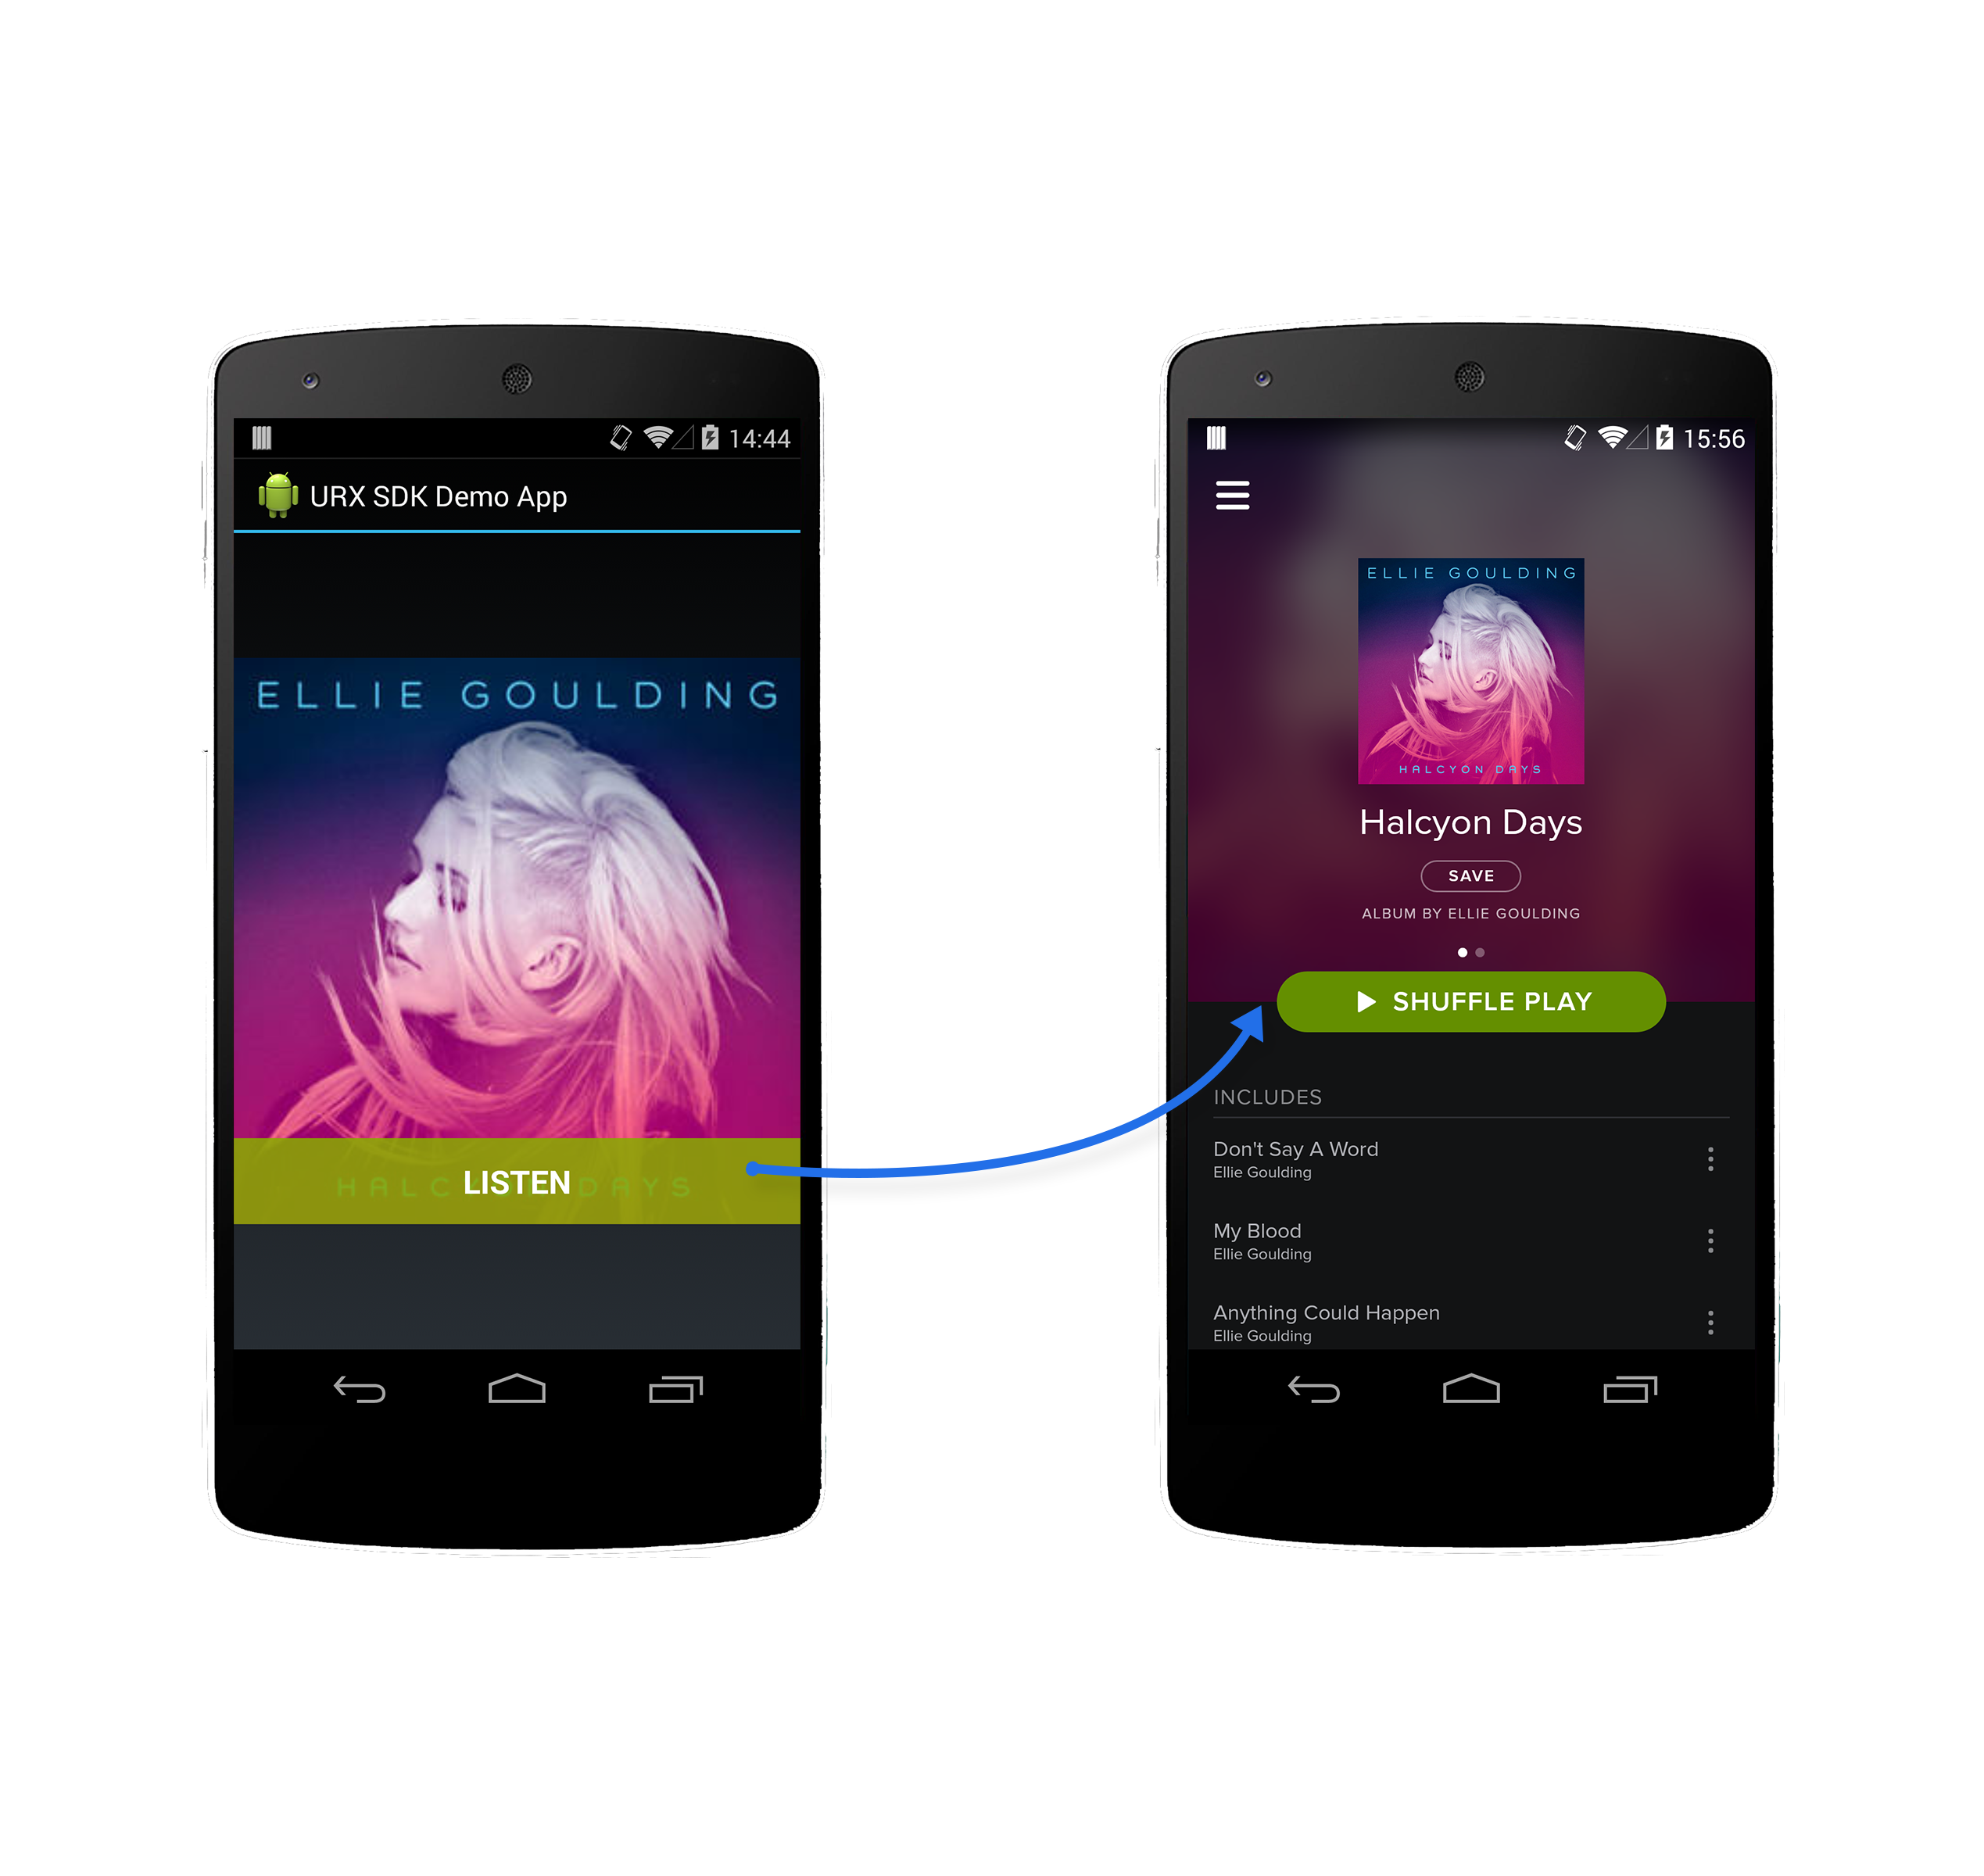 14:44
URX SDK Demo App
ELLIE GOULDING
LISTEN
HALCYON DAYS
15:56
ELLIE GOULDING
HALCYON DAYS
Halcyon Days
SAVE
ALBUM BY ELLIE GOULDING
SHUFFLE PLAY
INCLUDES
Don't Say A Word
Ellie Goulding
My Blood
Ellie Goulding
Anything Could Happen
Ellie Goulding